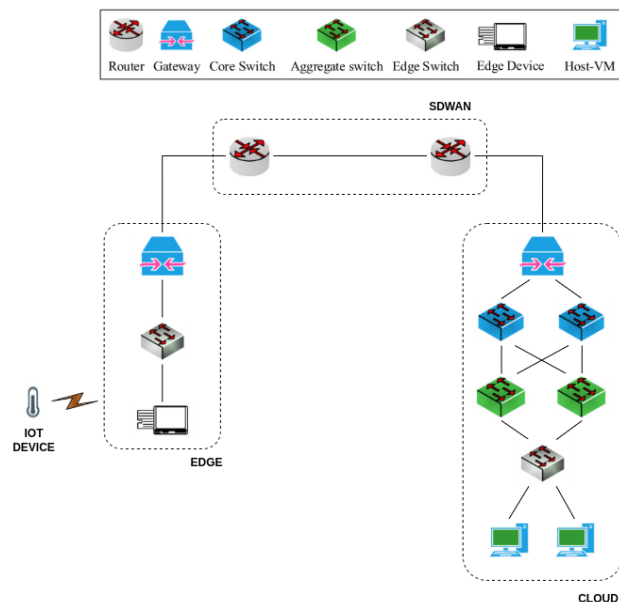 Router Gateway Core Switch Aggregate switch Edge Switch Edge Device Host-VM
SDWAN
IOT
DEVICE
EDGE
CLOUD